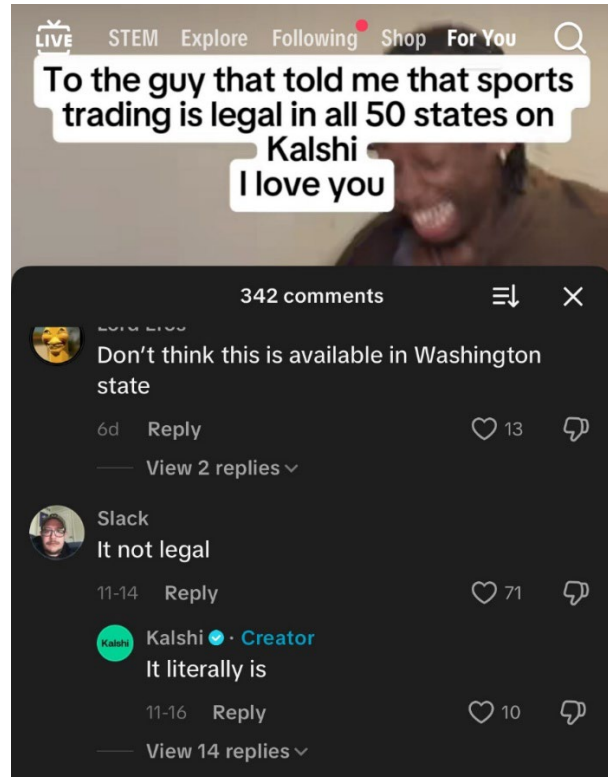 LIVE STEM Explore Following Shop For You
To the guy that told me that sports
trading is legal in all 50 states on
Kalshi
I love you
342 comments
Don’t think this is available in Washington
state
6d Reply 13
View 2 replies
Slack
It not legal
11-14 Reply 71
Kalshi
Kalshi · Creator
It literally is
11-16 Reply 10
View 14 replies